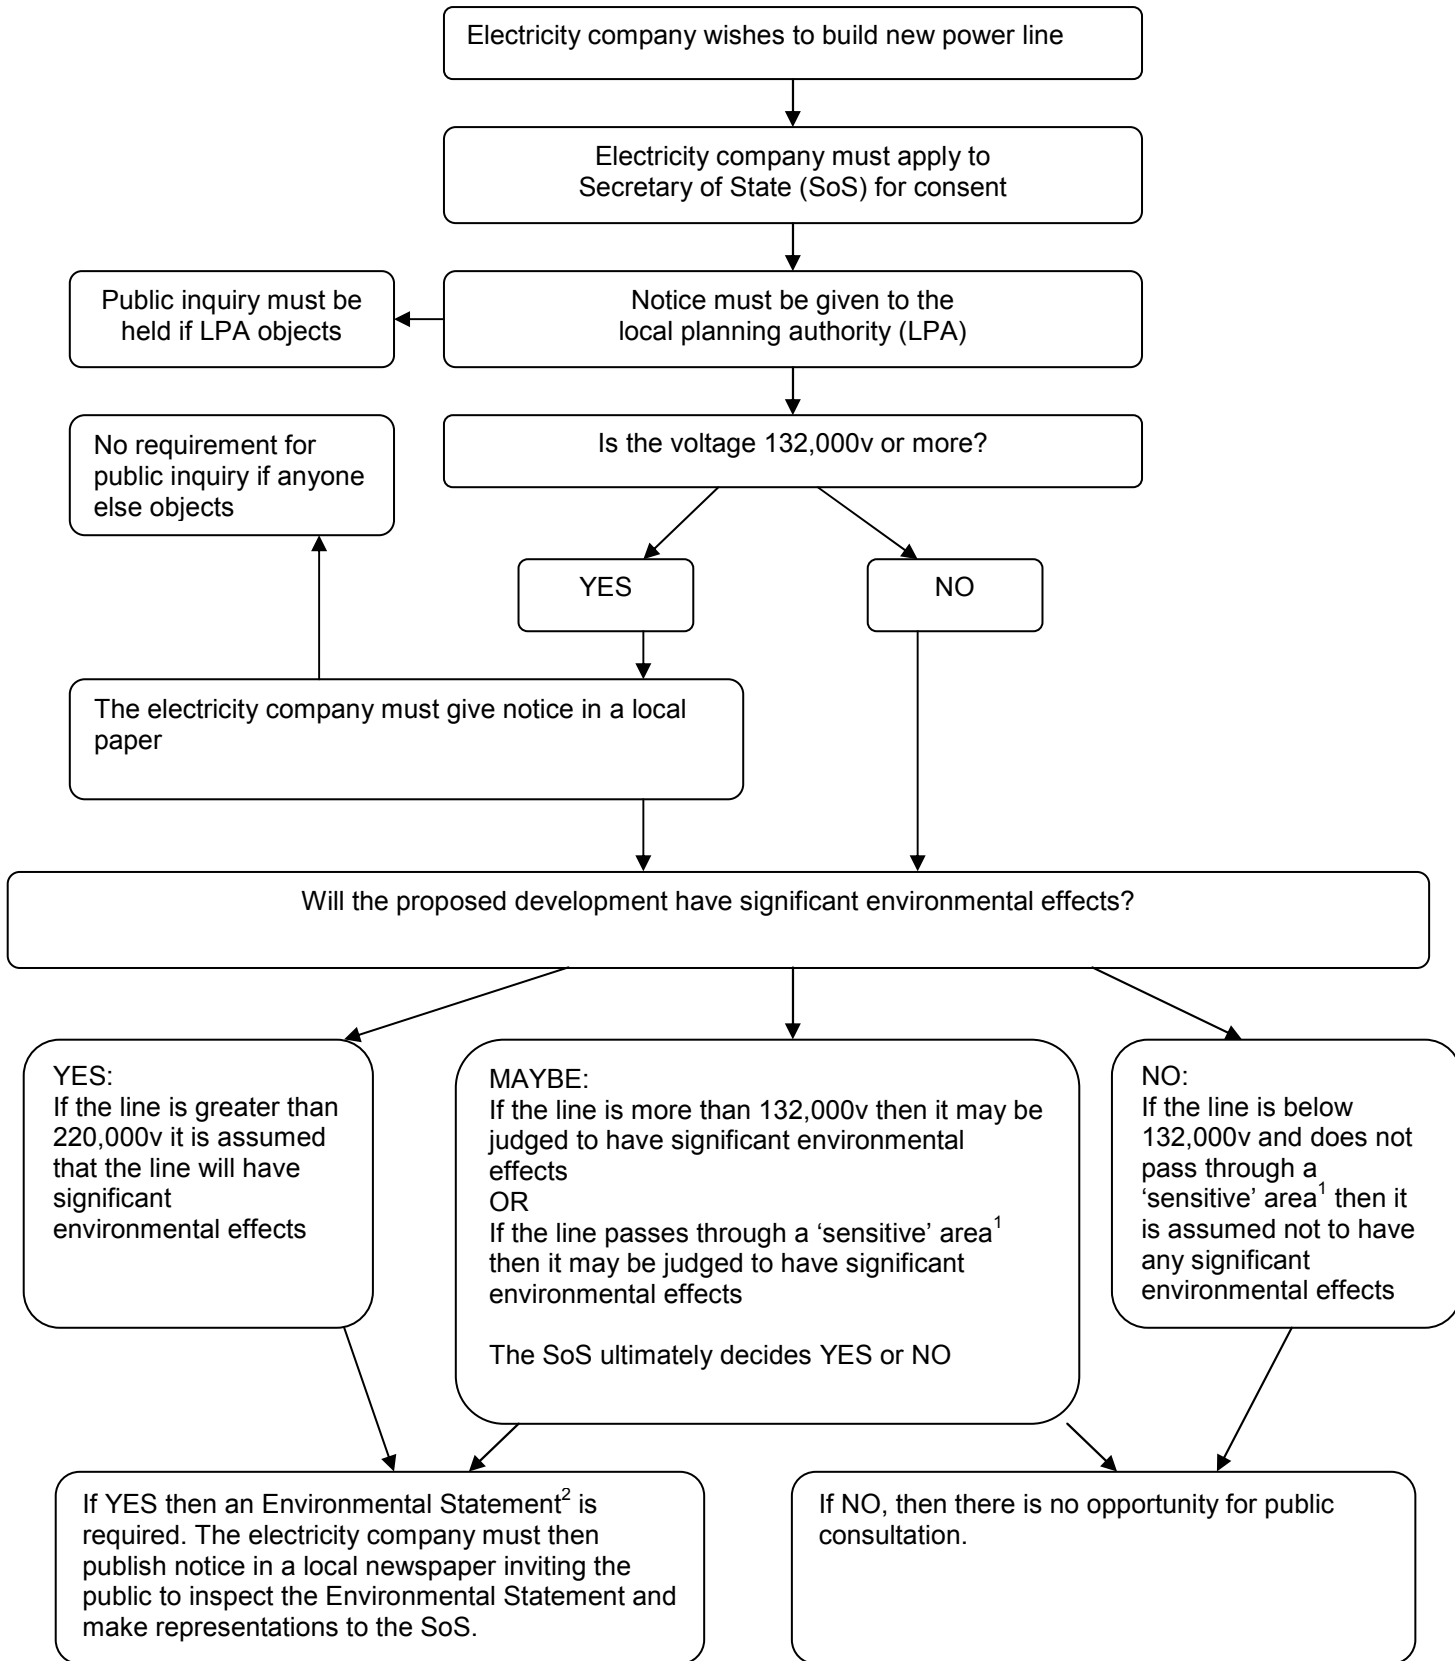 Electricity company wishes to build new power line
Electricity company must apply to
Secretary of State (SoS) for consent
Public inquiry must be
held if LPA objects
Notice must be given to the
local planning authority (LPA)
No requirement for
public inquiry if anyone
else objects
Is the voltage 132,000v or more?
YES
NO
The electricity company must give notice in a local
paper
Will the proposed development have significant environmental effects?
YES:
If the line is greater than
220,000v it is assumed
that the line will have
significant
environmental effects
MAYBE:
If the line is more than 132,000v then it may be
judged to have significant environmental
effects
OR
If the line passes through a ‘sensitive’ area¹
then it may be judged to have significant
environmental effects
The SoS ultimately decides YES or NO
NO:
If the line is below
132,000v and does not
pass through a
‘sensitive’ area¹ then it
is assumed not to have
any significant
environmental effects
If YES then an Environmental Statement² is
required. The electricity company must then
publish notice in a local newspaper inviting the
public to inspect the Environmental Statement and
make representations to the SoS.
If NO, then there is no opportunity for public
consultation.